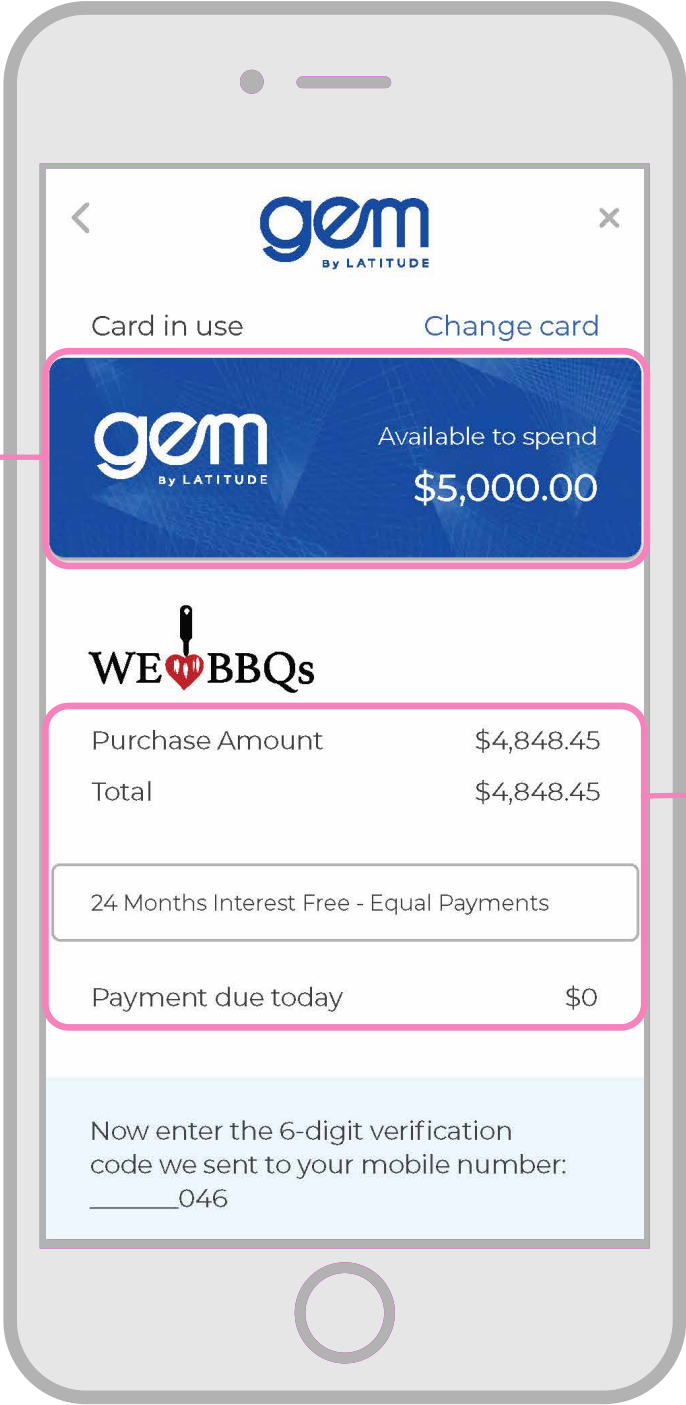 gem
By LATITUDE
Card in use Change card
gem
By LATITUDE
Available to spend
$5,000.00
WE BBQs
Purchase Amount $4,848.45
Total $4,848.45
24 Months Interest Free - Equal Payments
Payment due today $0
Now enter the 6-digit verification
code we sent to your mobile number:
_______046